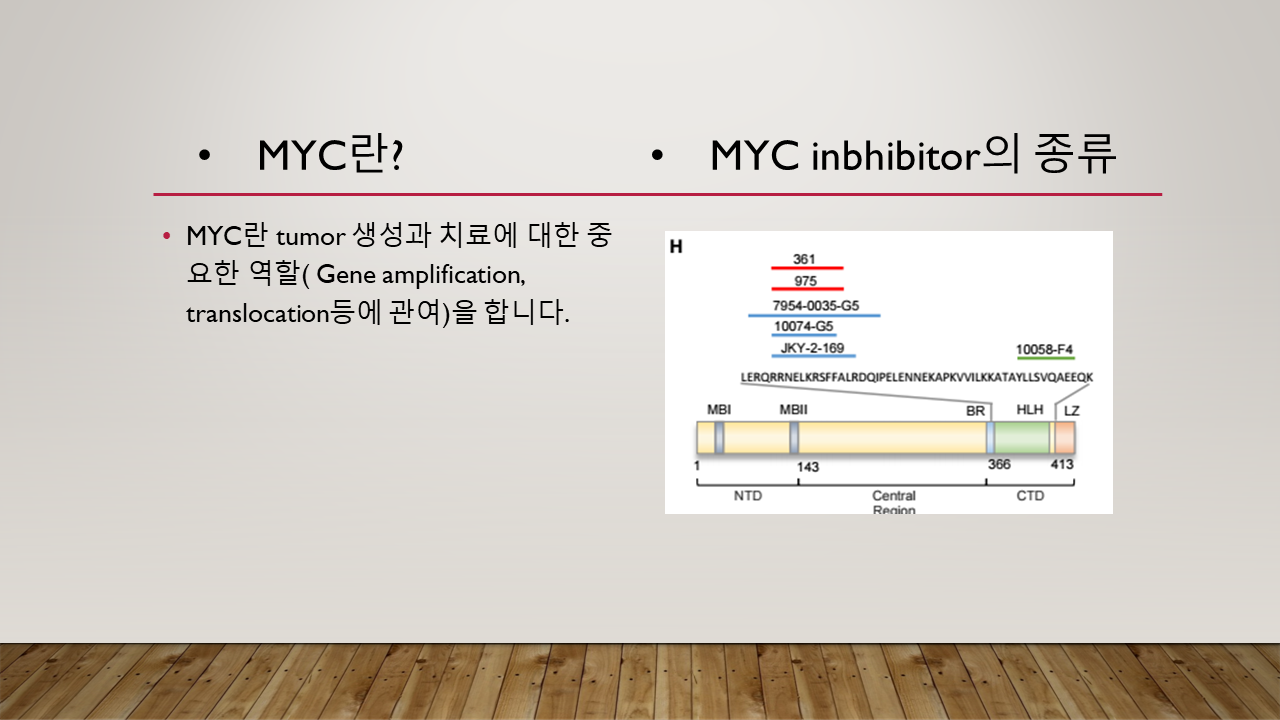 • MYC란?
• MYC inbhibitor의 종류
• MYC란 tumor 생성과 치료에 대한 중
요한 역할( Gene amplification,
translocation등에 관여)을 합니다.
H
361
975
7954-0035-G5
10074-G5
JKY-2-169
10058-F4
LERQRRNELKRSFFALRDQIPELENNEKAPKVVILKKATAYLLSVQAEEQK
MBI MBII BR HLH LZ
1 143 366 413
NTD Central CTD
Region